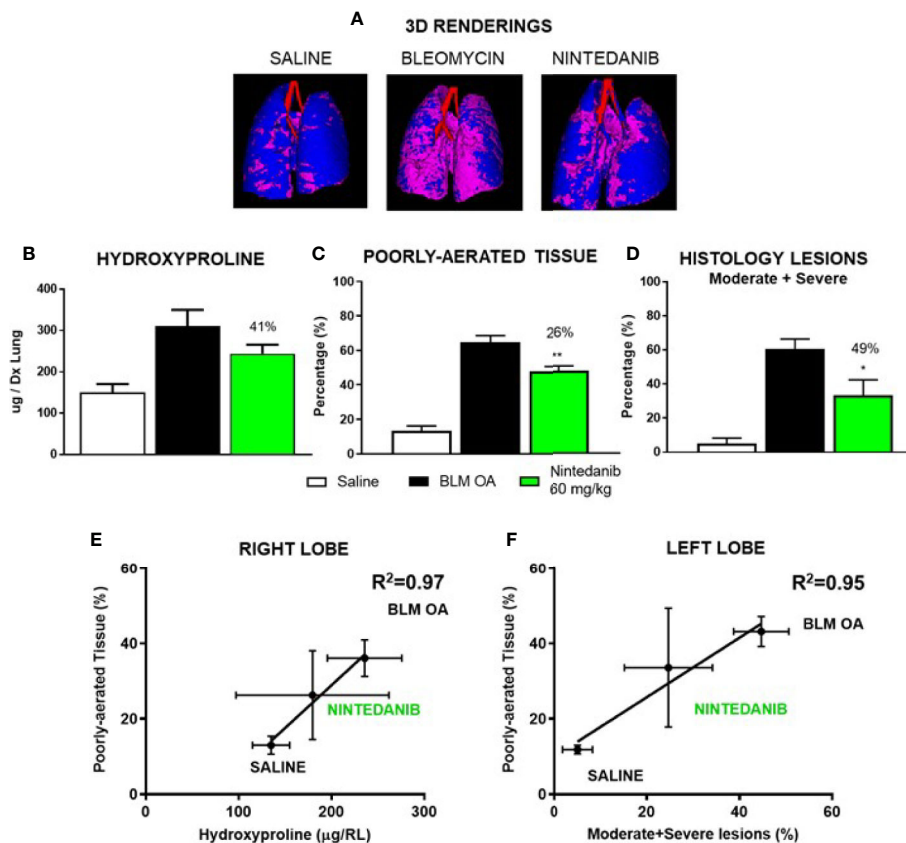 A
3D RENDERINGS
SALINE BLEOMYCIN NINTEDANIB
B HYDROXYPROLINE
ug / Dx Lung
400
300
200
100
0
41%
C POORLY-AERATED TISSUE
Percentage (%)
100
80
60
40
20
0
26%
**
D HISTOLOGY LESIONS
Moderate + Severe
Percentage (%)
100
80
60
40
20
0
49%
*
Saline BLM OA Nintedanib
60 mg/kg
E RIGHT LOBE
Poorly-aerated Tissue (%)
60
40
20
0
R²=0.97
BLM OA
NINTEDANIB
SALINE
0 100 200 300
Hydroxyproline (µg/RL)
F LEFT LOBE
Poorly-aerated Tissue (%)
60
40
20
0
R²=0.95
BLM OA
NINTEDANIB
SALINE
0 20 40 60
Moderate+Severe lesions (%)